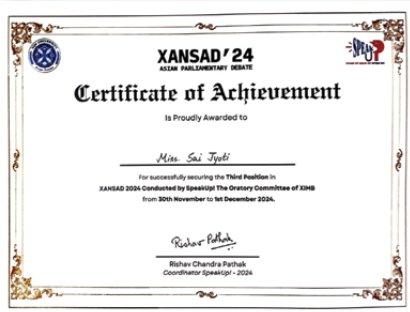 XANSAD'24
ASIAN PARLIAMENTARY DEBATE
SPEAK UP
Certificate of Achievement
Is Proudly Awarded to
Miss. Sai Jyoti
For successfully securing the Third Position in
XANSAD 2024 Conducted by SpeakUp! The Oratory Committee of XIMB
from 30th November to 1st December 2024.
Rishav Pathak
Rishav Chandra Pathak
Coordinator SpeakUp! - 2024